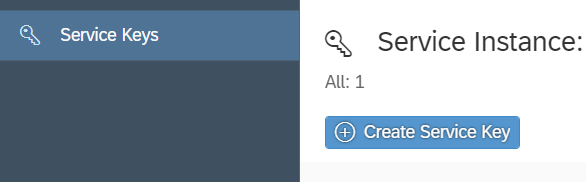 Service Keys
Service Instance:
All: 1
Create Service Key